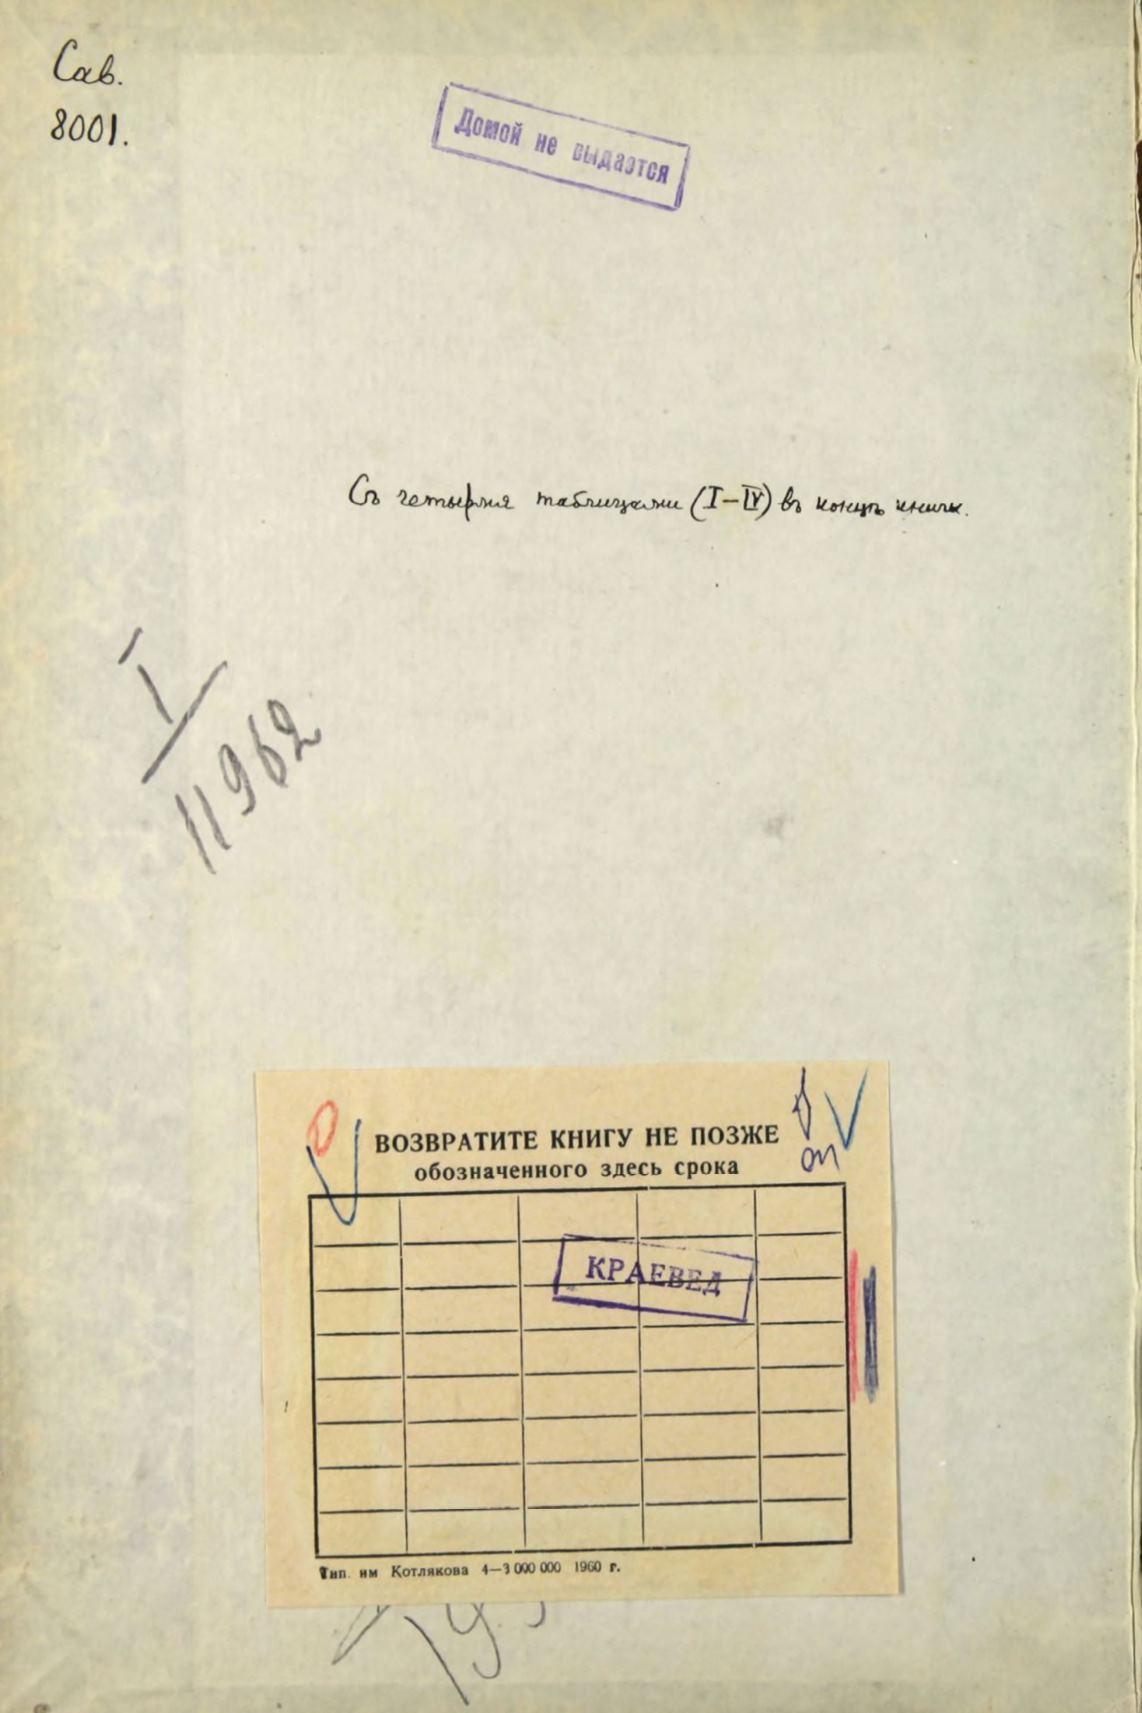 Сав.
8001.
Домой не выдается
Съ четырмя таблицами (I–IV) въ концѣ книги.
I
11962
ВОЗВРАТИТЕ КНИГУ НЕ ПОЗЖЕ
обозначенного здесь срока
КРАЕВЕД
Тип. им Котлякова 4—3 000 000 1960 г.